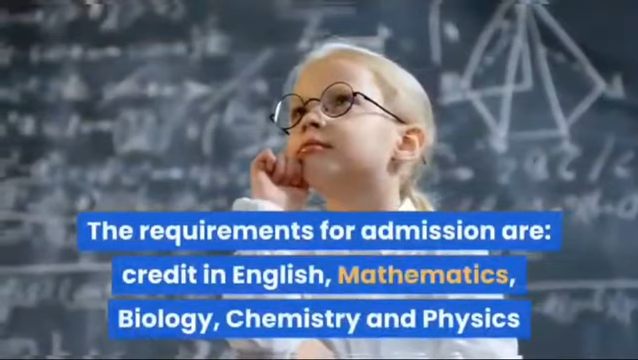 The requirements for admission are:
credit in English, Mathematics,
Biology, Chemistry and Physics